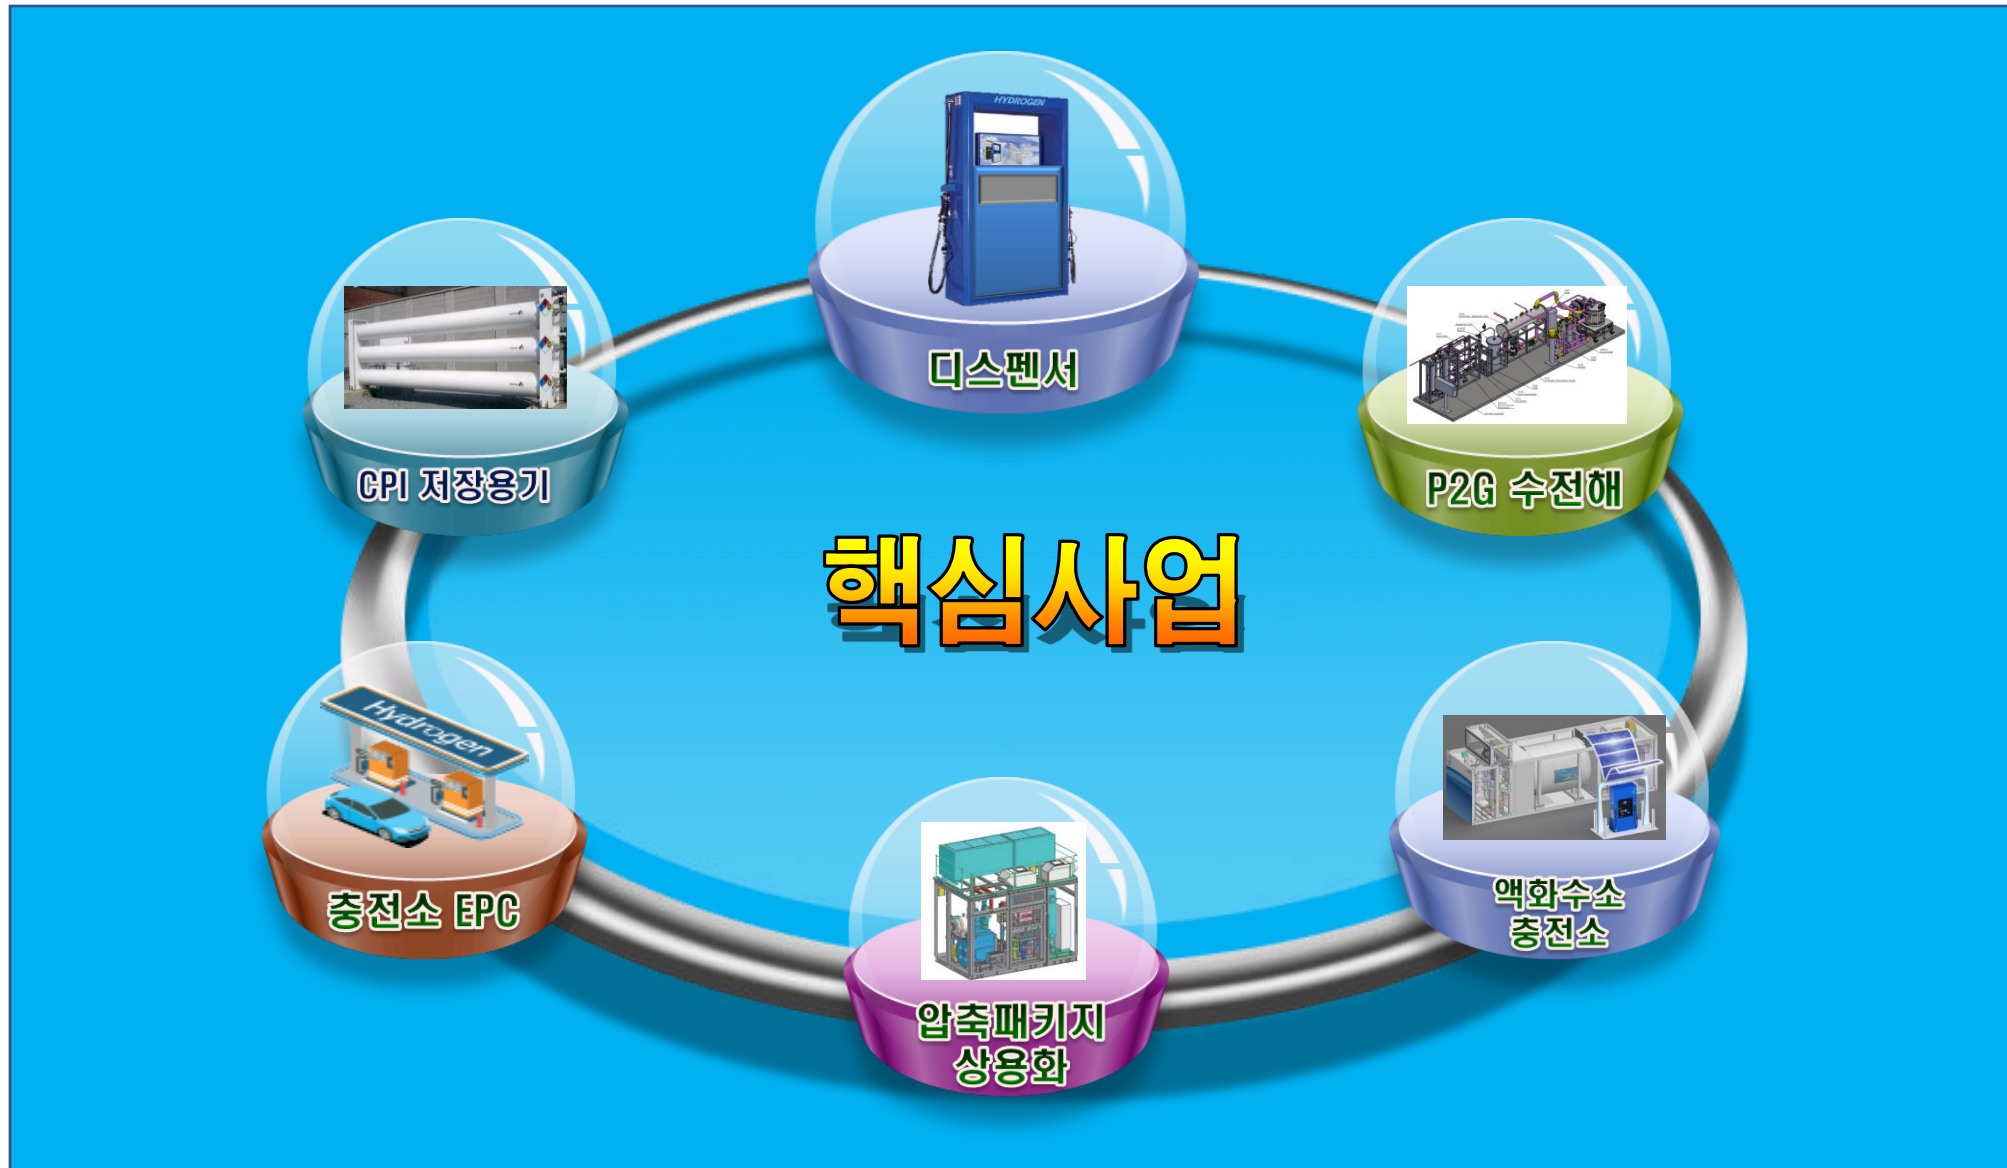 HYDROGEN
디스펜서
CPI 저장용기
P2G 수전해
핵심사업
Hydrogen
충전소 EPC
액화수소
충전소
압축패키지
상용화